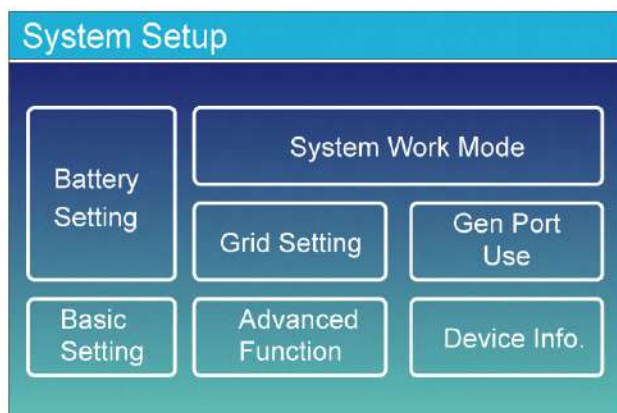 System Setup
Battery
Setting
System Work Mode
Grid Setting
Gen Port
Use
Basic
Setting
Advanced
Function
Device Info.